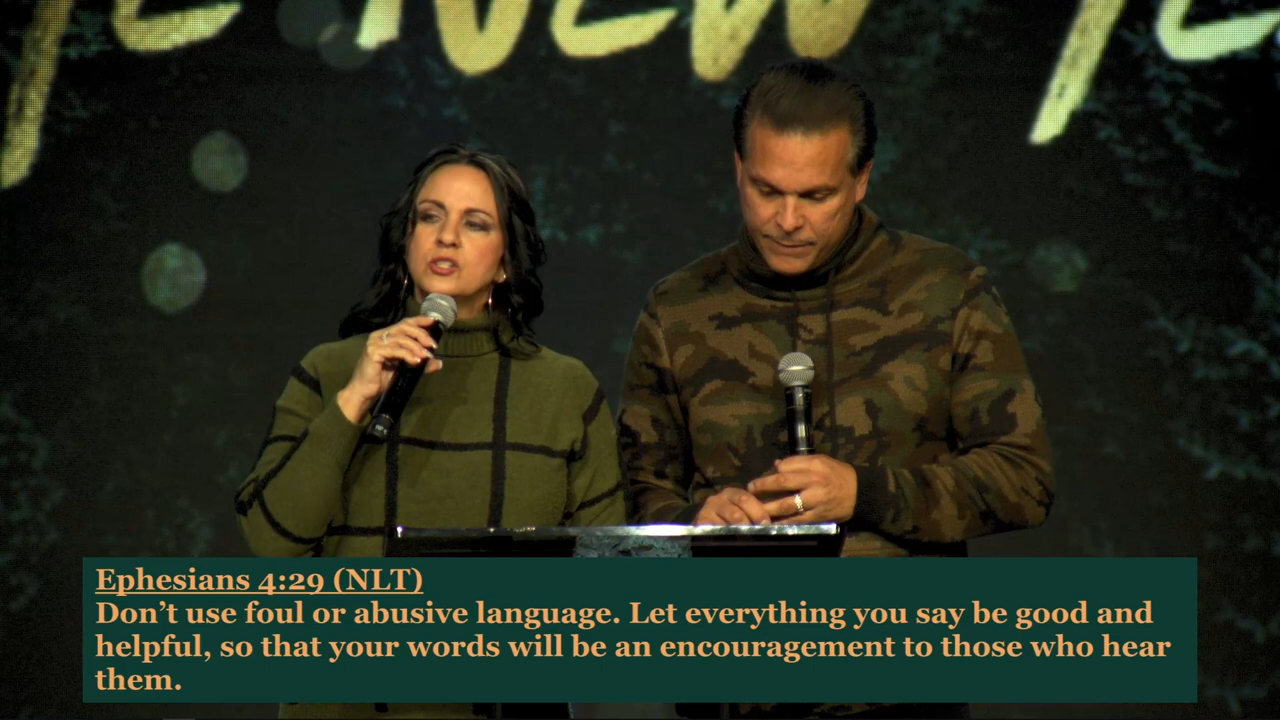 NEW
Ephesians 4:29 (NLT)
Don't use foul or abusive language. Let everything you say be good and
helpful, so that your words will be an encouragement to those who hear
them.